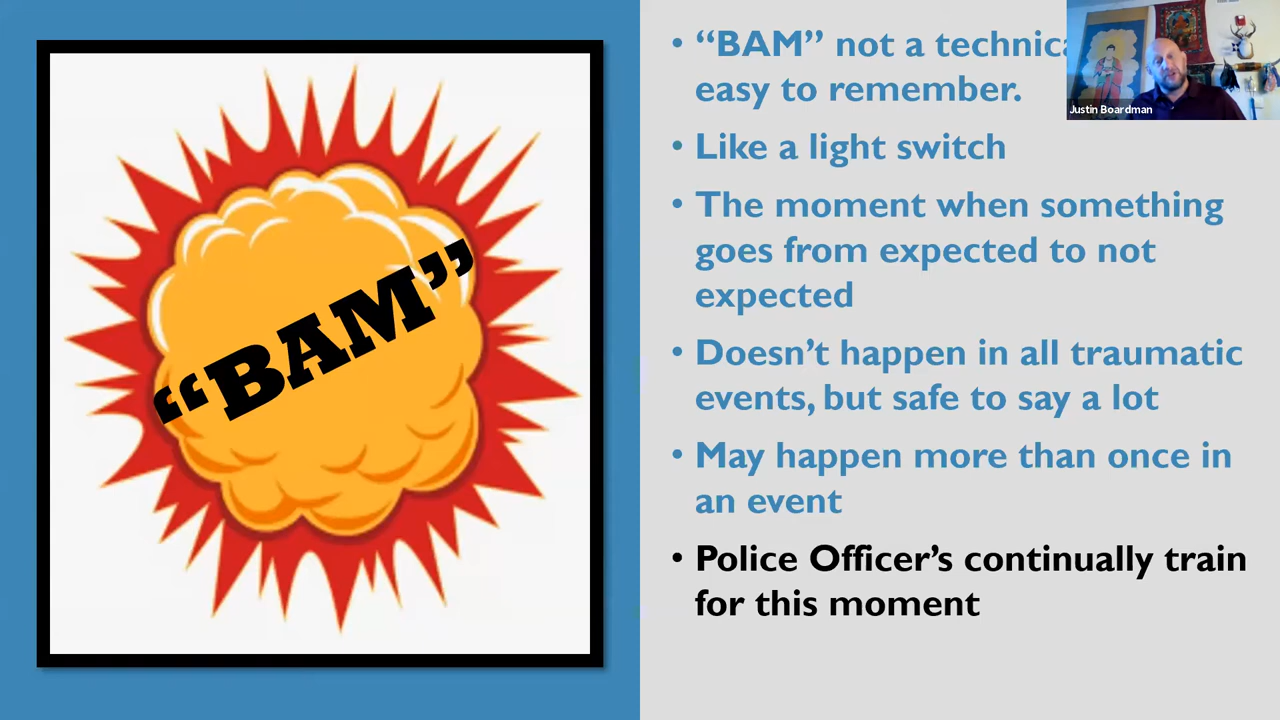 “BAM”
• “BAM” not a technic
easy to remember.
• Like a light switch
• The moment when something
goes from expected to not
expected
• Doesn’t happen in all traumatic
events, but safe to say a lot
• May happen more than once in
an event
• Police Officer’s continually train
for this moment
Justin Boardman